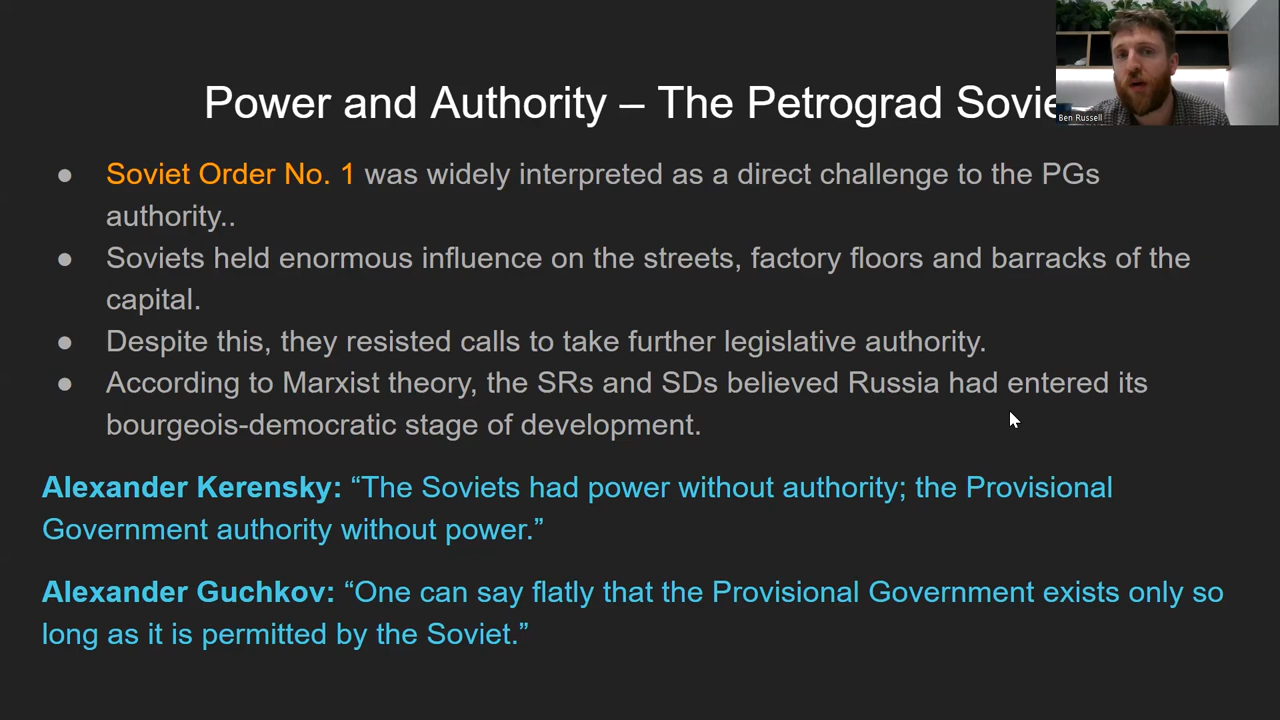 Power and Authority – The Petrograd Sovie
Ben Russell
● Soviet Order No. 1 was widely interpreted as a direct challenge to the PGs
authority..
● Soviets held enormous influence on the streets, factory floors and barracks of the
capital.
● Despite this, they resisted calls to take further legislative authority.
● According to Marxist theory, the SRs and SDs believed Russia had entered its
bourgeois-democratic stage of development.
Alexander Kerensky: “The Soviets had power without authority; the Provisional
Government authority without power.”
Alexander Guchkov: “One can say flatly that the Provisional Government exists only so
long as it is permitted by the Soviet.”